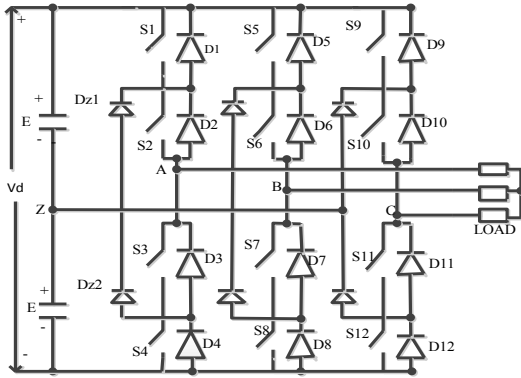 + S1 S5 S9
D1 D5 D9
+ Dz1
E
- -
S2 D2 S6 D6 S10 D10
A
Vd B
Z C
LOAD
S3 D3 S7 D7 S11 D11
+ Dz2
E
-
- S4 D4 S8 D8 S12 D12